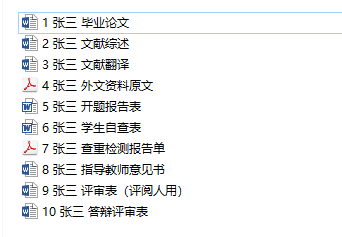 1 张三 毕业论文
2 张三 文献综述
3 张三 文献翻译
4 张三 外文资料原文
5 张三 开题报告表
6 张三 学生自查表
7 张三 查重检测报告单
8 张三 指导教师意见书
9 张三 评审表（评阅人用）
10 张三 答辩评审表